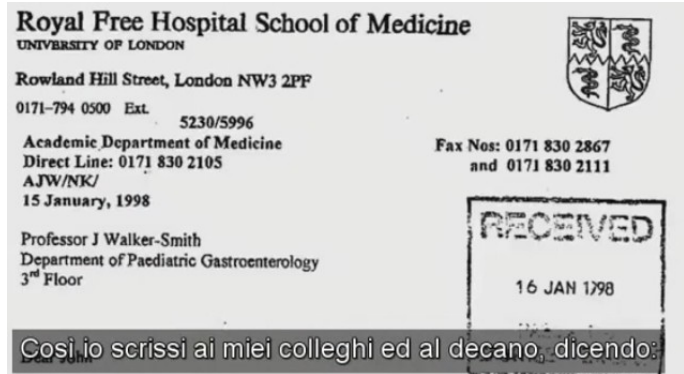 Royal Free Hospital School of Medicine
UNIVERSITY OF LONDON
Rowland Hill Street, London NW3 2PF
0171-794 0500 Ext.
5230/5996
Academic Department of Medicine
Direct Line: 0171 830 2105
AJW/NK/
15 January, 1998
Fax Nos: 0171 830 2867
and 0171 830 2111
RECEIVED
16 JAN 1998
Professor J Walker-Smith
Department of Paediatric Gastroenterology
3rd Floor
Così io scrissi ai miei colleghi ed al decano, dicendo: